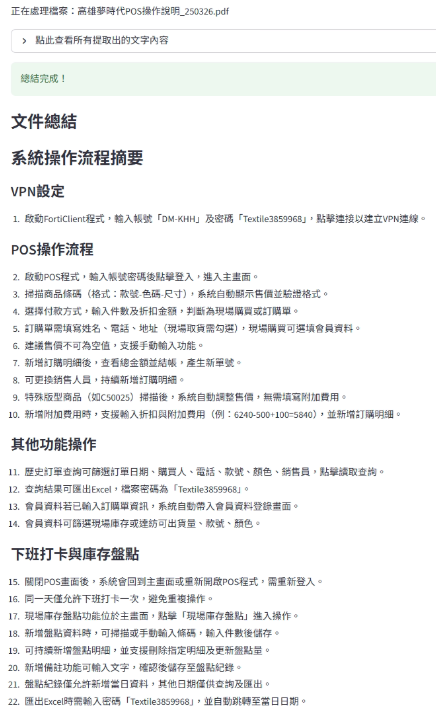 正在處理檔案：高雄夢時代POS操作說明_250326.pdf
點此查看所有提取出的文字內容
總結完成！
文件總結
系統操作流程摘要
VPN設定
1. 啟動FortiClient程式，輸入帳號「DM-KHH」及密碼「Textile3859968」，點擊連接以建立VPN連線。
POS操作流程
2. 啟動POS程式，輸入帳號密碼後點擊登入，進入主畫面。
3. 掃描商品條碼（格式：款號-色碼-尺寸），系統自動顯示售價並驗證格式。
4. 選擇付款方式，輸入件數及折扣金額，判斷為現場購買或訂購單。
5. 訂購單需填寫姓名、電話、地址（現場取貨需勾選），現場購買可選填會員資料。
6. 建議售價不可為空值，支援手動輸入功能。
7. 新增訂購明細後，查看總金額並結帳，產生新單號。
8. 可更換銷售人員，持續新增訂購明細。
9. 特殊版型商品（如C50025）掃描後，系統自動調整售價，無需填寫附加費用。
10. 新增附加費用時，支援輸入折扣與附加費用（例：6240-500+100=5840），並新增訂購明細。
其他功能操作
11. 歷史訂單查詢可篩選訂單日期、購買人、電話、款號、顏色、銷售員，點擊讀取查詢。
12. 查詢結果可匯出Excel，檔案密碼為「Textile3859968」。
13. 會員資料若已輸入訂購單資訊，系統自動帶入會員資料登錄畫面。
14. 會員資料可篩選現場庫存或達紡可出貨量、款號、顏色。
下班打卡與庫存盤點
15. 關閉POS畫面後，系統會回到主畫面或重新開啟POS程式，需重新登入。
16. 同一天僅允許下班打卡一次，避免重複操作。
17. 現場庫存盤點功能位於主畫面，點擊「現場庫存盤點」進入操作。
18. 新增盤點資料時，可掃描或手動輸入條碼，輸入件數後儲存。
19. 可持續新增盤點明細，並支援刪除指定明細及更新盤點量。
20. 新增備註功能可輸入文字，確認後儲存至盤點紀錄。
21. 盤點紀錄僅允許新增當日資料，其他日期僅供查詢及匯出。
22. 匯出Excel時需輸入密碼「Textile3859968」，並自動跳轉至當日日期。